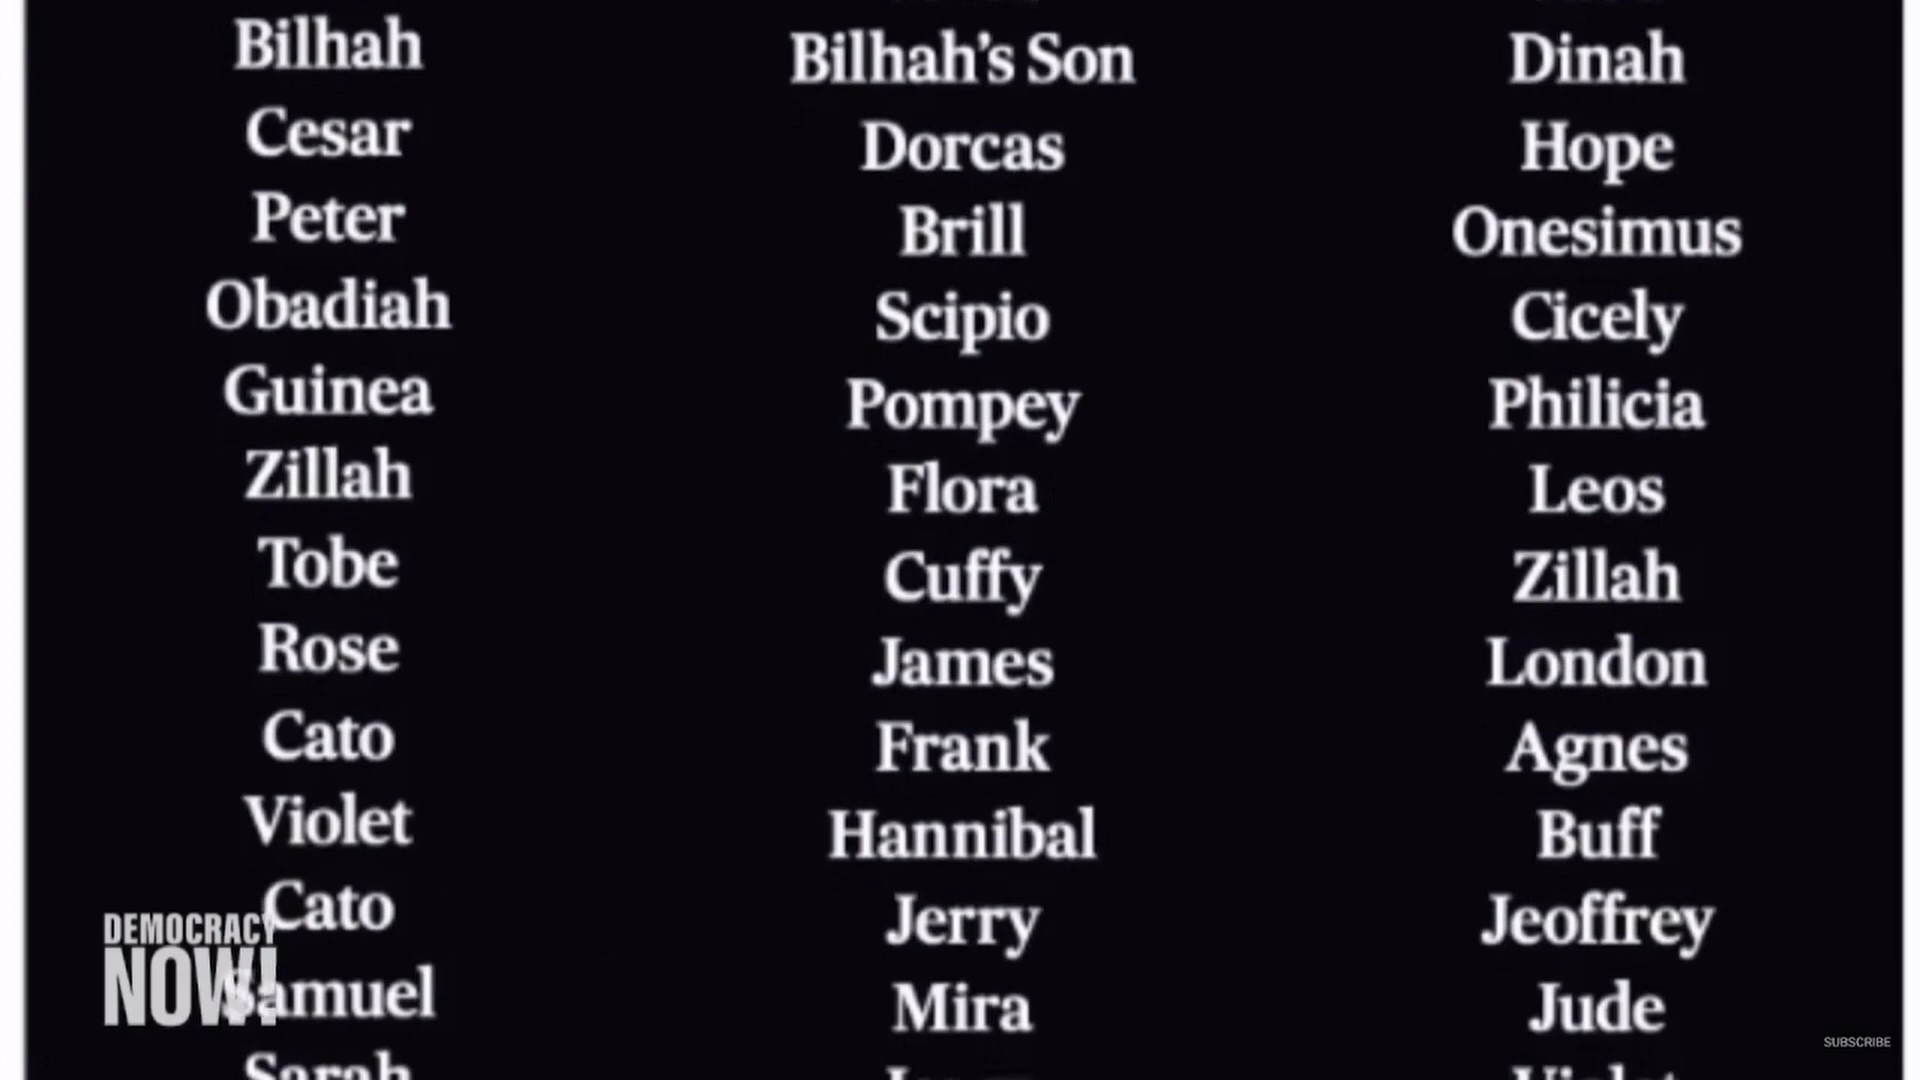 Bilhah Bilhah's Son Dinah
Cesar Dorcas Hope
Peter Brill Onesimus
Obadiah Scipio Cicely
Guinea Pompey Philicia
Zillah Flora Leos
Tobe Cuffy Zillah
Rose James London
Cato Frank Agnes
Violet Hannibal Buff
Cato Jerry Jeoffrey
Samuel Mira Jude
Sarah Violet
DEMOCRACY
NOW!
SUBSCRIBE